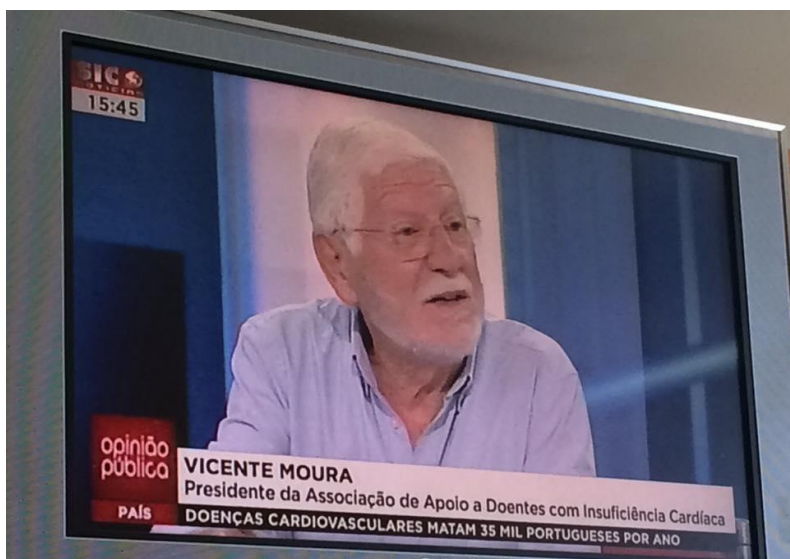 SIC
NOTÍCIAS
15:45
opinião
pública
PAÍS
VICENTE MOURA
Presidente da Associação de Apoio a Doentes com Insuficiência Cardíaca
DOENÇAS CARDIOVASCULARES MATAM 35 MIL PORTUGUESES POR ANO